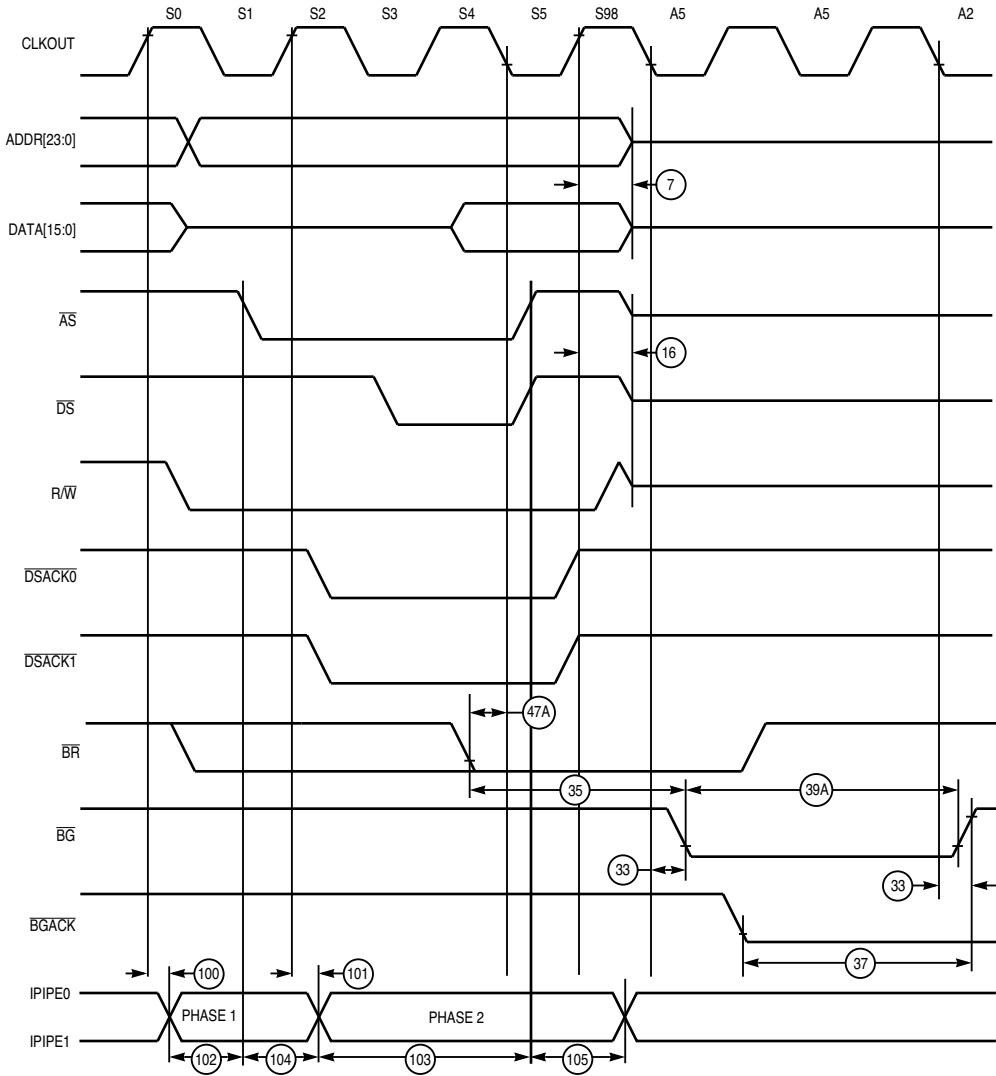 S0 S1 S2 S3 S4 S5 S98 A5 A5 A2
CLKOUT
ADDR[23:0]
7
DATA[15:0]
AS
16
DS
R/W
DSACK0
DSACK1
47A
BR
35 39A
BG
33 33
BGACK
37
100 101
IPIPE0
PHASE 1 PHASE 2
IPIPE1
102 104 103 105